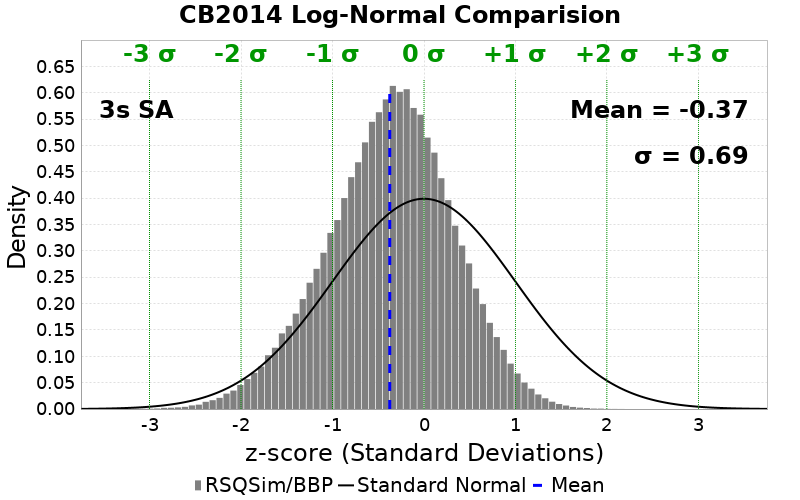 CB2014 Log-Normal Comparision
-3 σ -2 σ -1 σ 0 σ +1 σ +2 σ +3 σ
3s SA
Mean = -0.37
σ = 0.69
Density
0.65
0.60
0.55
0.50
0.45
0.40
0.35
0.30
0.25
0.20
0.15
0.10
0.05
0.00
-3 -2 -1 0 1 2 3
z-score (Standard Deviations)
RSQSim/BBP Standard Normal Mean